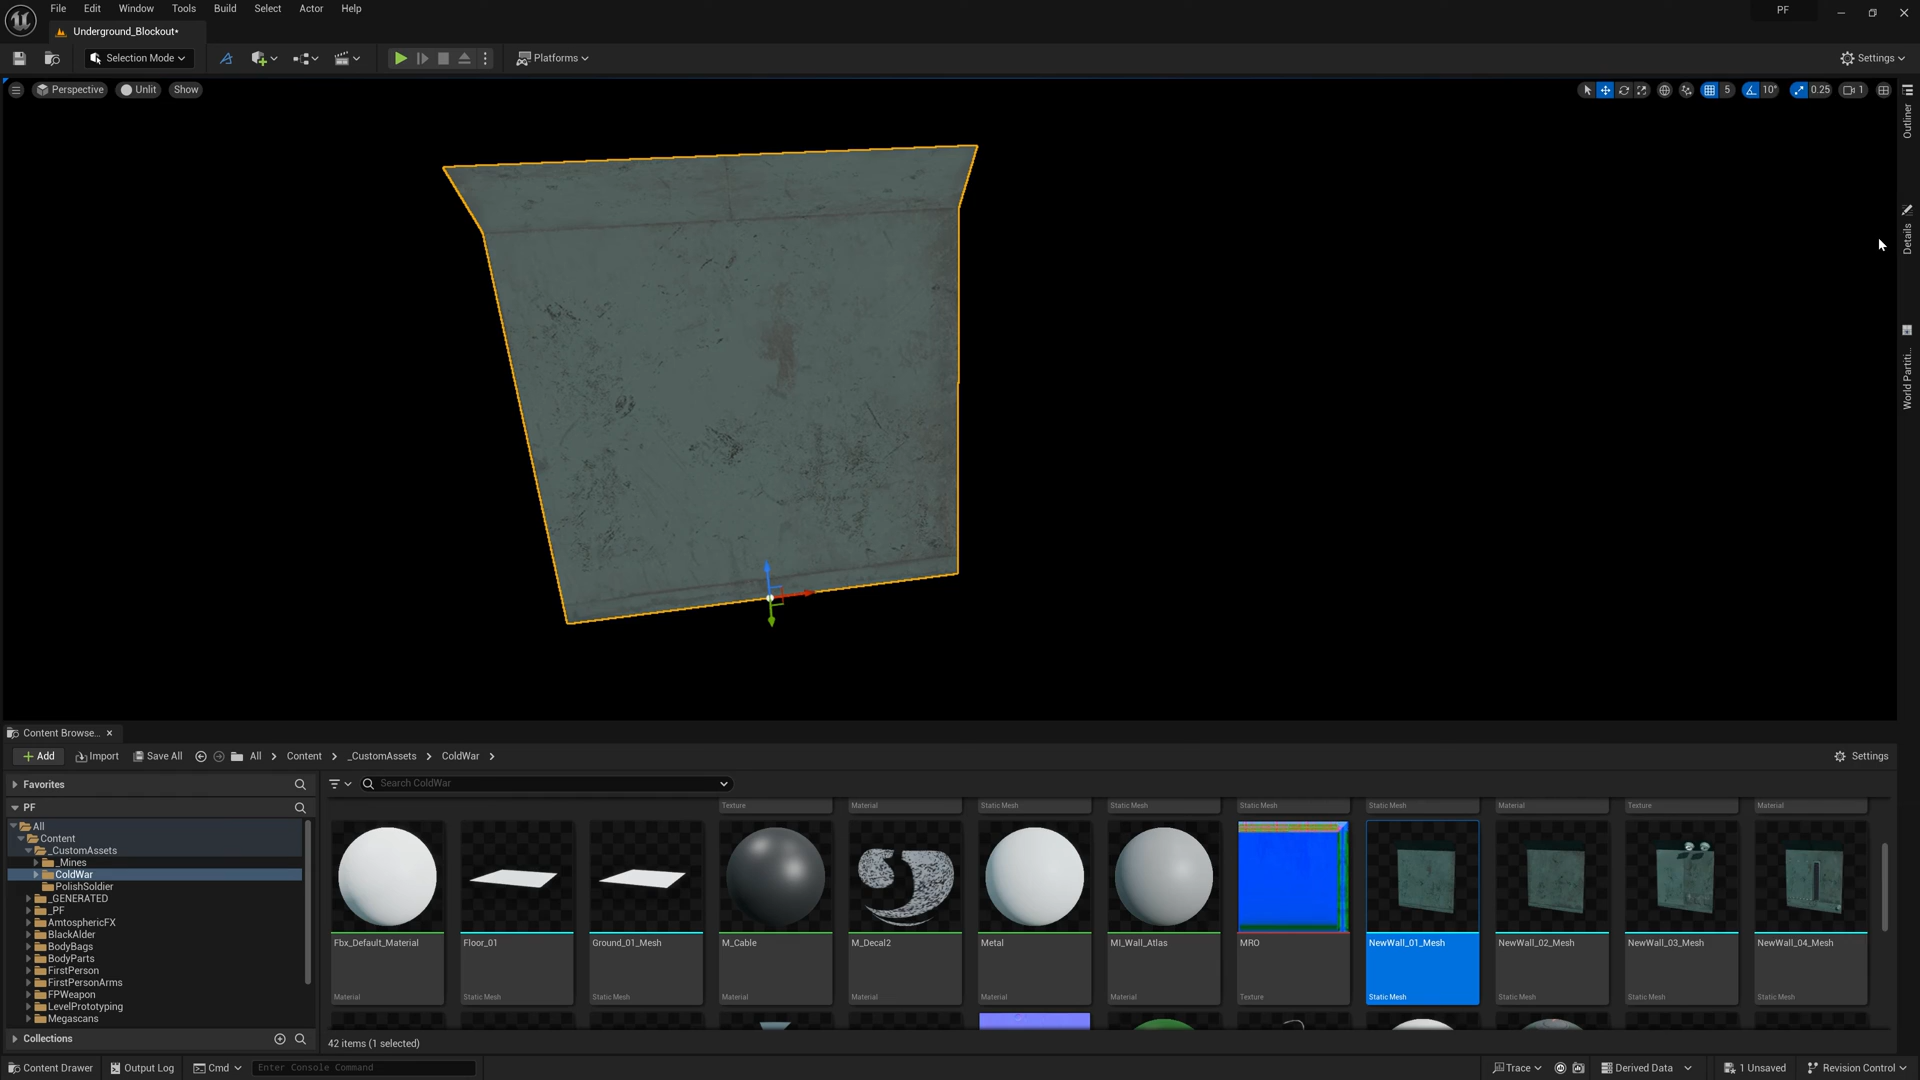 File Edit Window Tools Build Select Actor Help
PF
Underground_Blockout*
Selection Mode
Platforms
Settings
Perspective Unlit Show
5 10° 0.25 1
Outliner
Details
World Partiti...
Content Browse...
Add Import Save All All Content _CustomAssets ColdWar
Settings
Favorites
Search ColdWar
PF
All
Content
_CustomAssets
_Mines
ColdWar
PolishSoldier
_GENERATED
_PF
AmtosphericFX
BlackAlder
BodyBags
BodyParts
FirstPerson
FirstPersonArms
FPWeapon
LevelPrototyping
Megascans
Collections
Texture Material Static Mesh Static Mesh Static Mesh Static Mesh Material Texture Material
Fbx_Default_Material Floor_01 Ground_01_Mesh M_Cable M_Decal2 Metal MI_Wall_Atlas MRO NewWall_01_Mesh NewWall_02_Mesh NewWall_03_Mesh NewWall_04_Mesh
Material Static Mesh Static Mesh Material Material Material Material Texture Static Mesh Static Mesh Static Mesh Static Mesh
42 items (1 selected)
Content Drawer Output Log Cmd Enter Console Command Trace Derived Data 1 Unsaved Revision Control